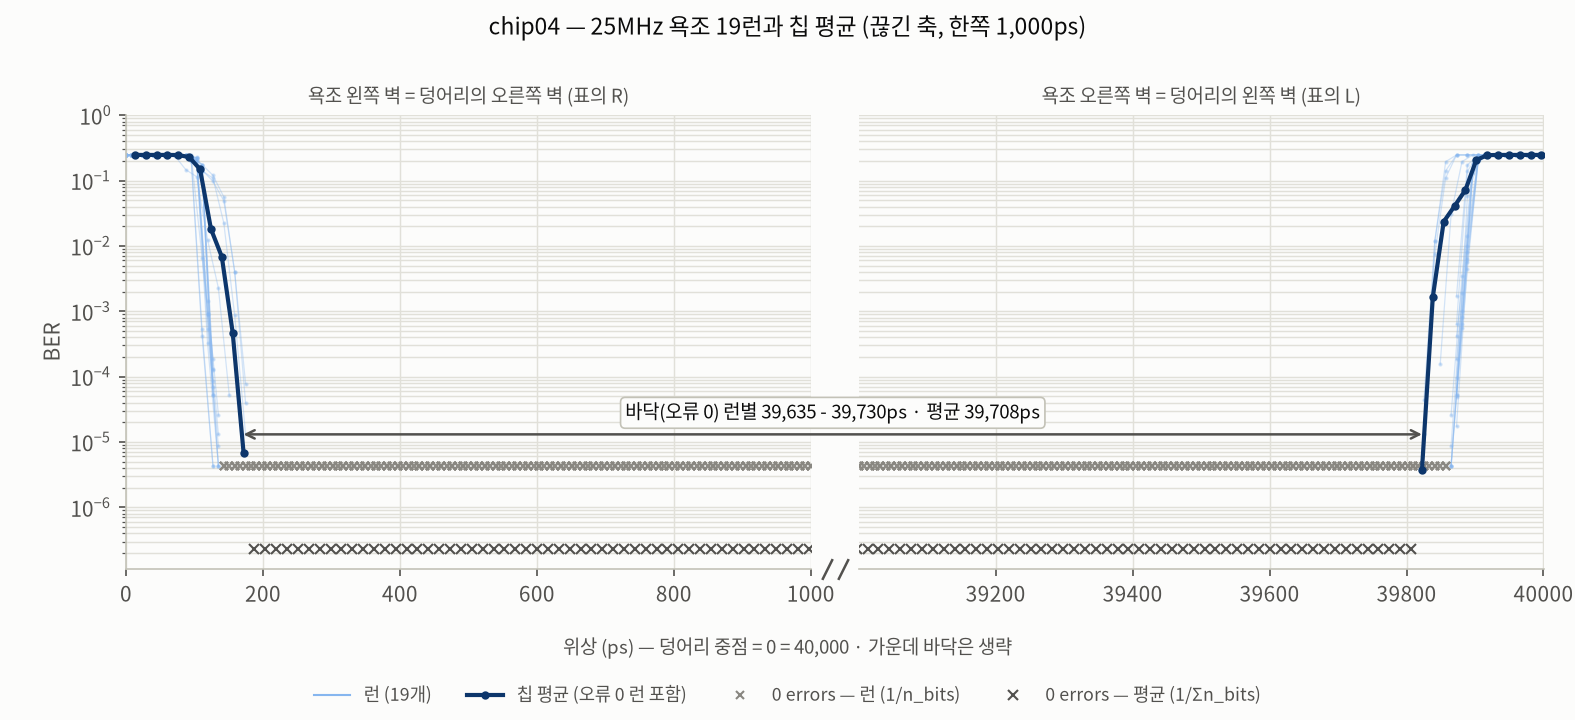 chip04 — 25MHz 욕조 19런과 칩 평균 (끊긴 축, 한쪽 1,000ps)
욕조 왼쪽 벽 = 덩어리의 오른쪽 벽 (표의 R)
욕조 오른쪽 벽 = 덩어리의 왼쪽 벽 (표의 L)
BER
10⁰
10⁻¹
10⁻²
10⁻³
10⁻⁴
10⁻⁵
10⁻⁶
바닥(오류 0) 런별 39,635 - 39,730ps · 평균 39,708ps
0 200 400 600 800 1000 39200 39400 39600 39800 40000
위상 (ps) — 덩어리 중점 = 0 = 40,000 · 가운데 바닥은 생략
런 (19개) 칩 평균 (오류 0 런 포함) 0 errors — 런 (1/n_bits) 0 errors — 평균 (1/Σn_bits)